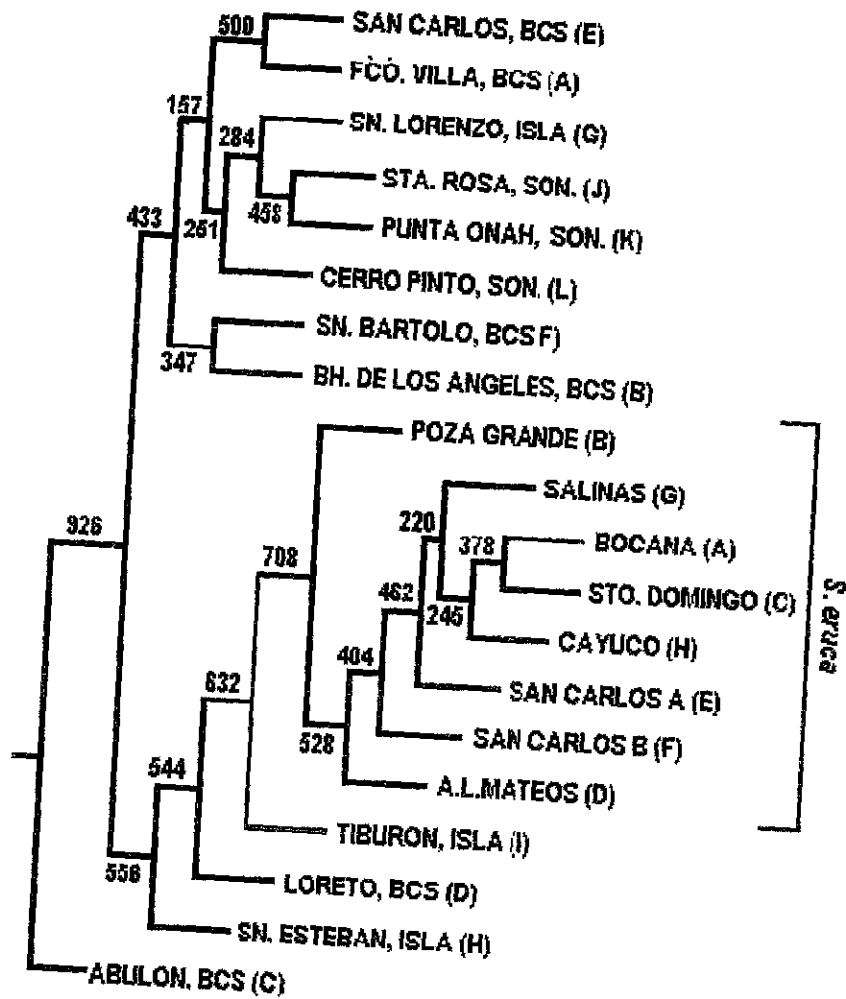 500
SAN CARLOS, BCS (E)
FCO. VILLA, BCS (A)
157
284
SN. LORENZO, ISLA (G)
STA. ROSA, SON. (J)
458
433
261
PUNTA ONAH, SON. (K)
CERRO PINTO, SON. (L)
SN. BARTOLO, BCS F)
347
BH. DE LOS ANGELES, BCS (B)
POZA GRANDE (B)
SALINAS (G)
220
926
378
BOCANA (A)
708
462
STO. DOMINGO (C)
245
CAYUCO (H)
S. eruca
404
SAN CARLOS A (E)
632
SAN CARLOS B (F)
528
544
A.L.MATEOS (D)
TIBURON, ISLA (I)
556
LORETO, BCS (D)
SN. ESTEBAN, ISLA (H)
ABULON, BCS (C)